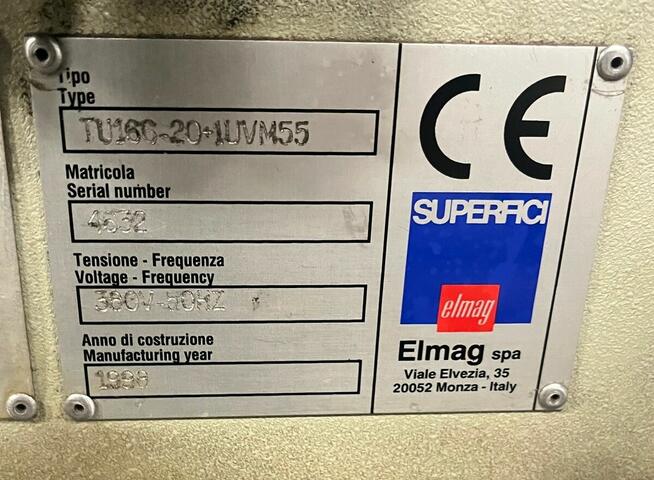 Tipo
Type
TU16C-20+1UVM55
Matricola
Serial number
4632
Tensione - Frequenza
Voltage - Frequency
380V-50HZ
Anno di costruzione
Manufacturing year
CE
SUPERFICI
elmag
Elmag spa
Viale Elvezia, 35
20052 Monza - Italy